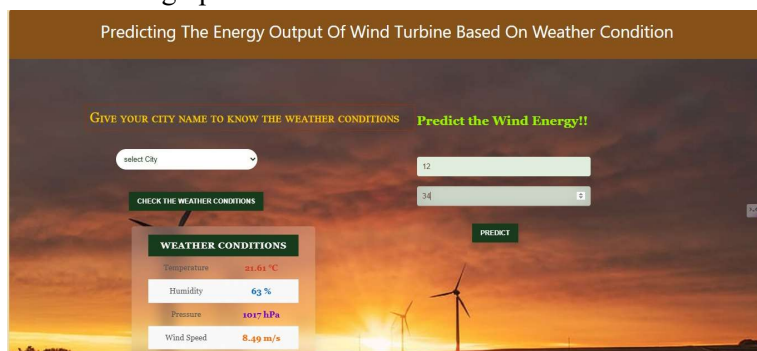 Predicting The Energy Output Of Wind Turbine Based On Weather Condition
GIVE YOUR CITY NAME TO KNOW THE WEATHER CONDITIONS
Predict the Wind Energy!!
select City
12
34
CHECK THE WEATHER CONDITIONS
PREDICT
WEATHER CONDITIONS
Temperature 21.61 °C
Humidity 63 %
Pressure 1017 hPa
Wind Speed 8.49 m/s